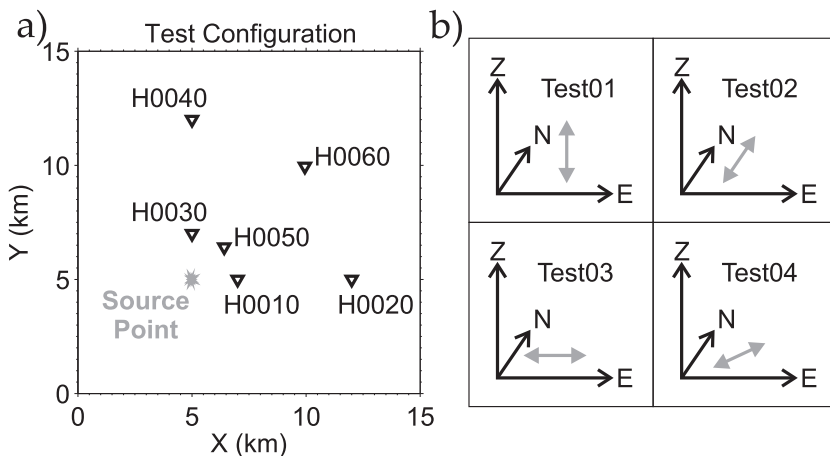 a)
Test Configuration
15
10
5
0
Y (km)
H0040
H0060
H0030
H0050
Source
Point
H0010
H0020
0
5
10
15
X (km)
b)
Z
Test01
N
E
Z
Test02
N
E
Z
Test03
N
E
Z
Test04
N
E